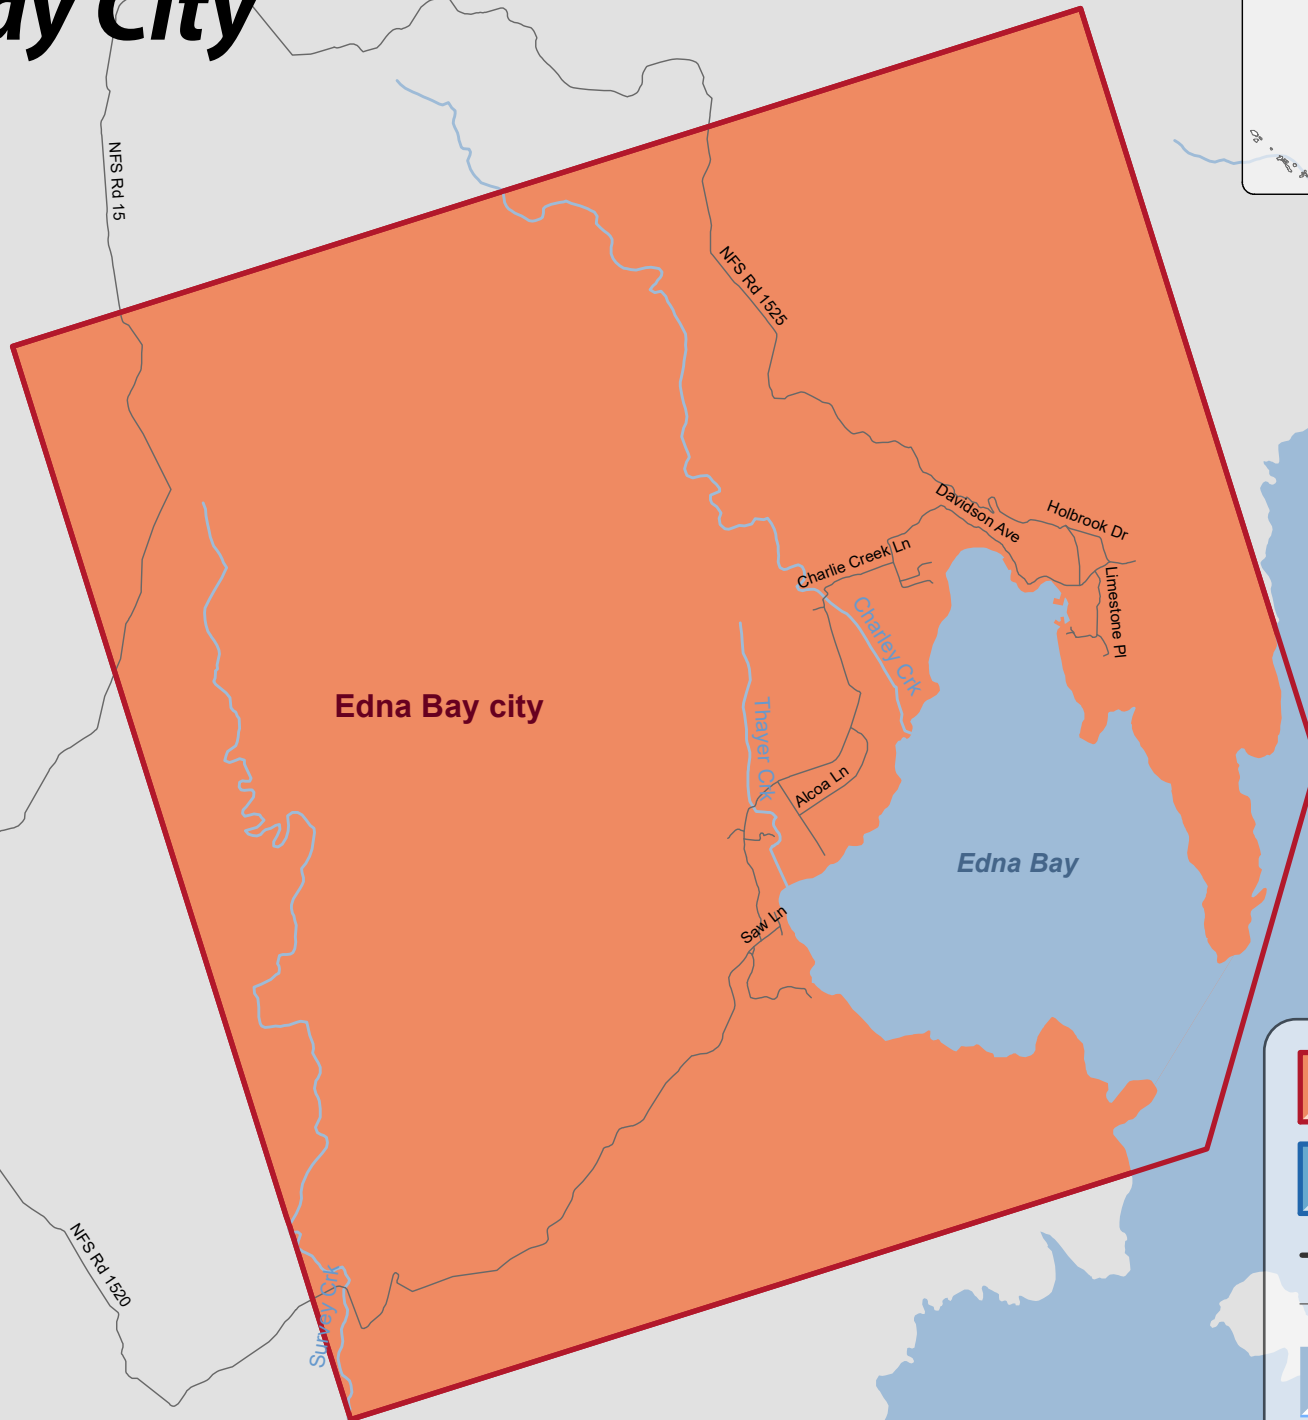 City
NFS Rd 15
NFS Rd 1525
Davidson Ave
Holbrook Dr
Charlie Creek Ln
Limestone Pl
Charley Crk
Edna Bay city
Thayer Crk
Alcoa Ln
Edna Bay
Saw Ln
NFS Rd 1520
Survey Crk